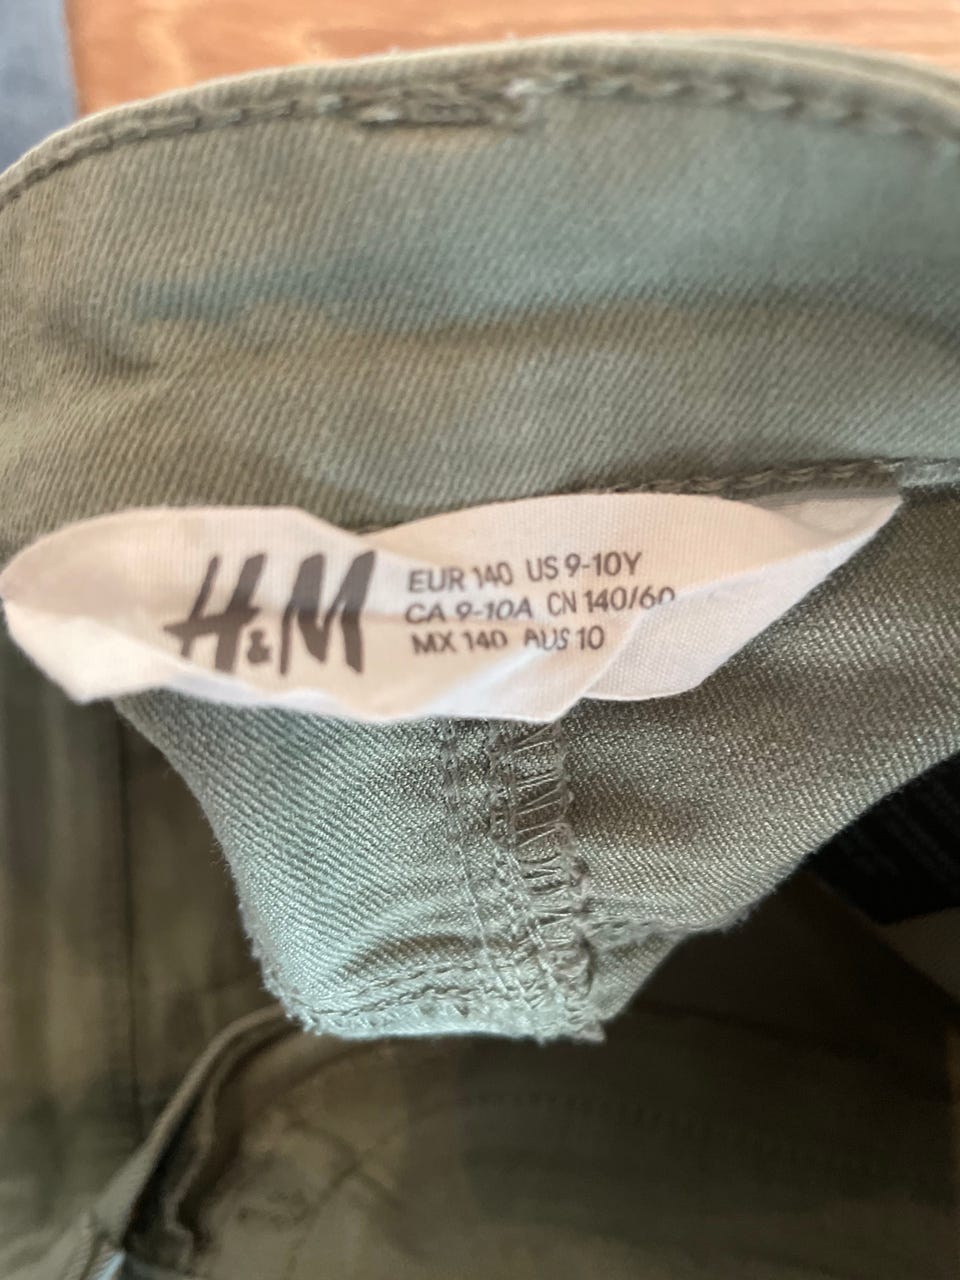 H&M
EUR 140 US 9-10Y
CA 9-10A CN 140/60
MX 140 AUS 10